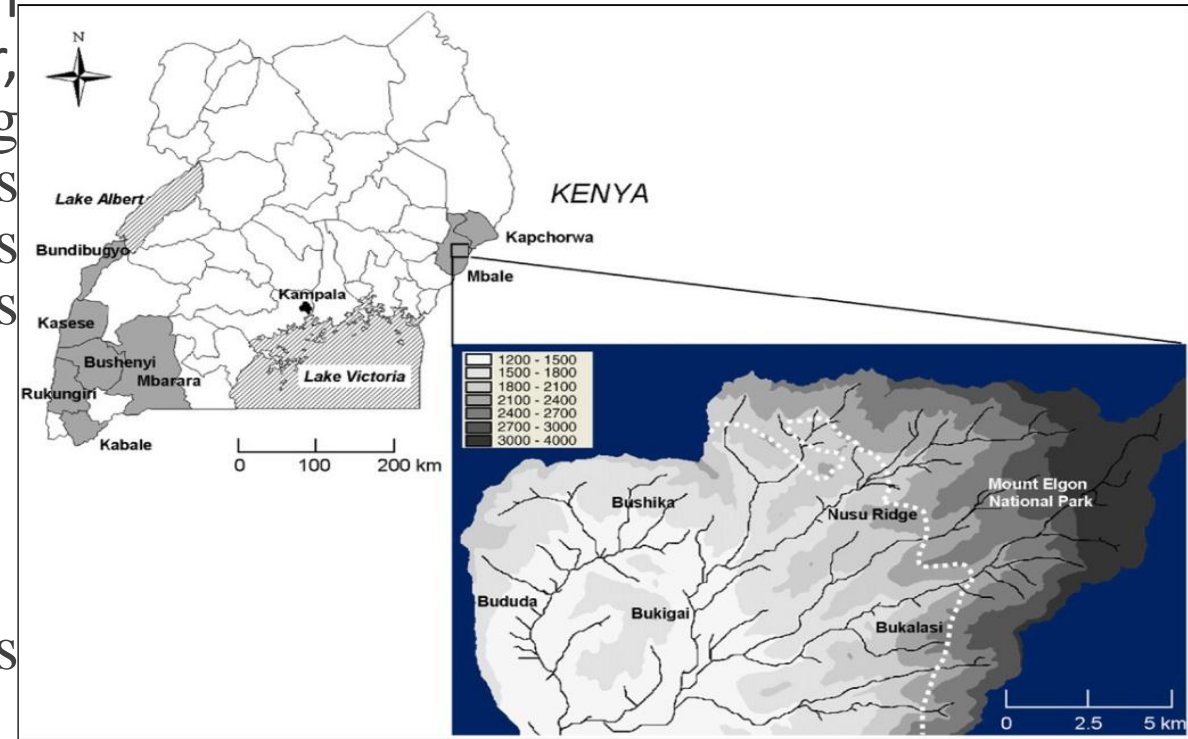 N
KENYA
Lake Albert
Kapchorwa
Bundibugyo
Mbale
Kampala
Kasese
Bushenyi
Mbarara
Lake Victoria
Rukungiri
Kabale
0 100 200 km
1200 - 1500
1500 - 1800
1800 - 2100
2100 - 2400
2400 - 2700
2700 - 3000
3000 - 4000
Mount Elgon
National Park
Bushika
Nusu Ridge
Bududa
Bukigai
Bukalasi
0 2.5 5 km